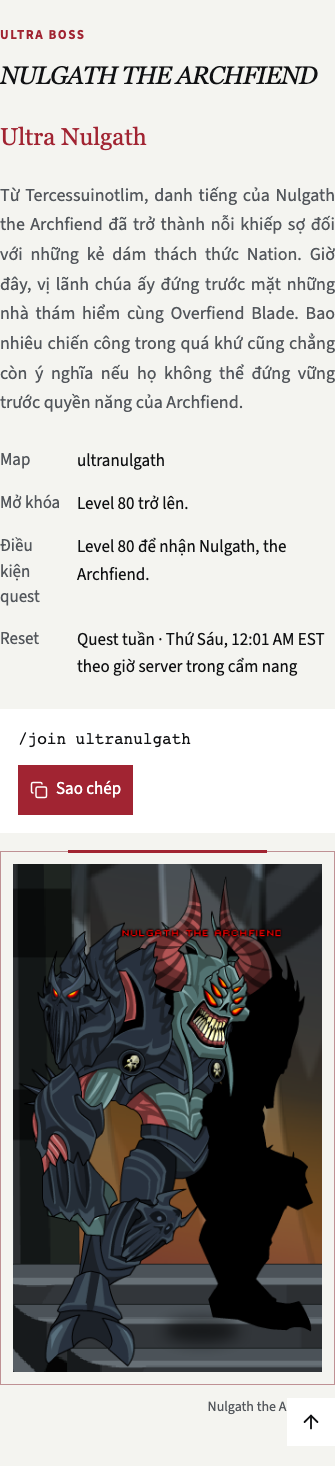 ULTRA BOSS
NULGATH THE ARCHFIEND
Ultra Nulgath
Từ Tercessuinotlim, danh tiếng của Nulgath
the Archfiend đã trở thành nỗi khiếp sợ đối
với những kẻ dám thách thức Nation. Giờ
đây, vị lãnh chúa ấy đứng trước mặt những
nhà thám hiểm cùng Overfiend Blade. Bao
nhiêu chiến công trong quá khứ cũng chẳng
còn ý nghĩa nếu họ không thể đứng vững
trước quyền năng của Archfiend.
Map
ultranulgath
Mở khóa
Level 80 trở lên.
Điều
kiện
quest
Level 80 để nhận Nulgath, the
Archfiend.
Reset
Quest tuần · Thứ Sáu, 12:01 AM EST
theo giờ server trong cẩm nang
/join ultranulgath
Sao chép
NULGATH THE ARCHFIEND
Nulgath the A